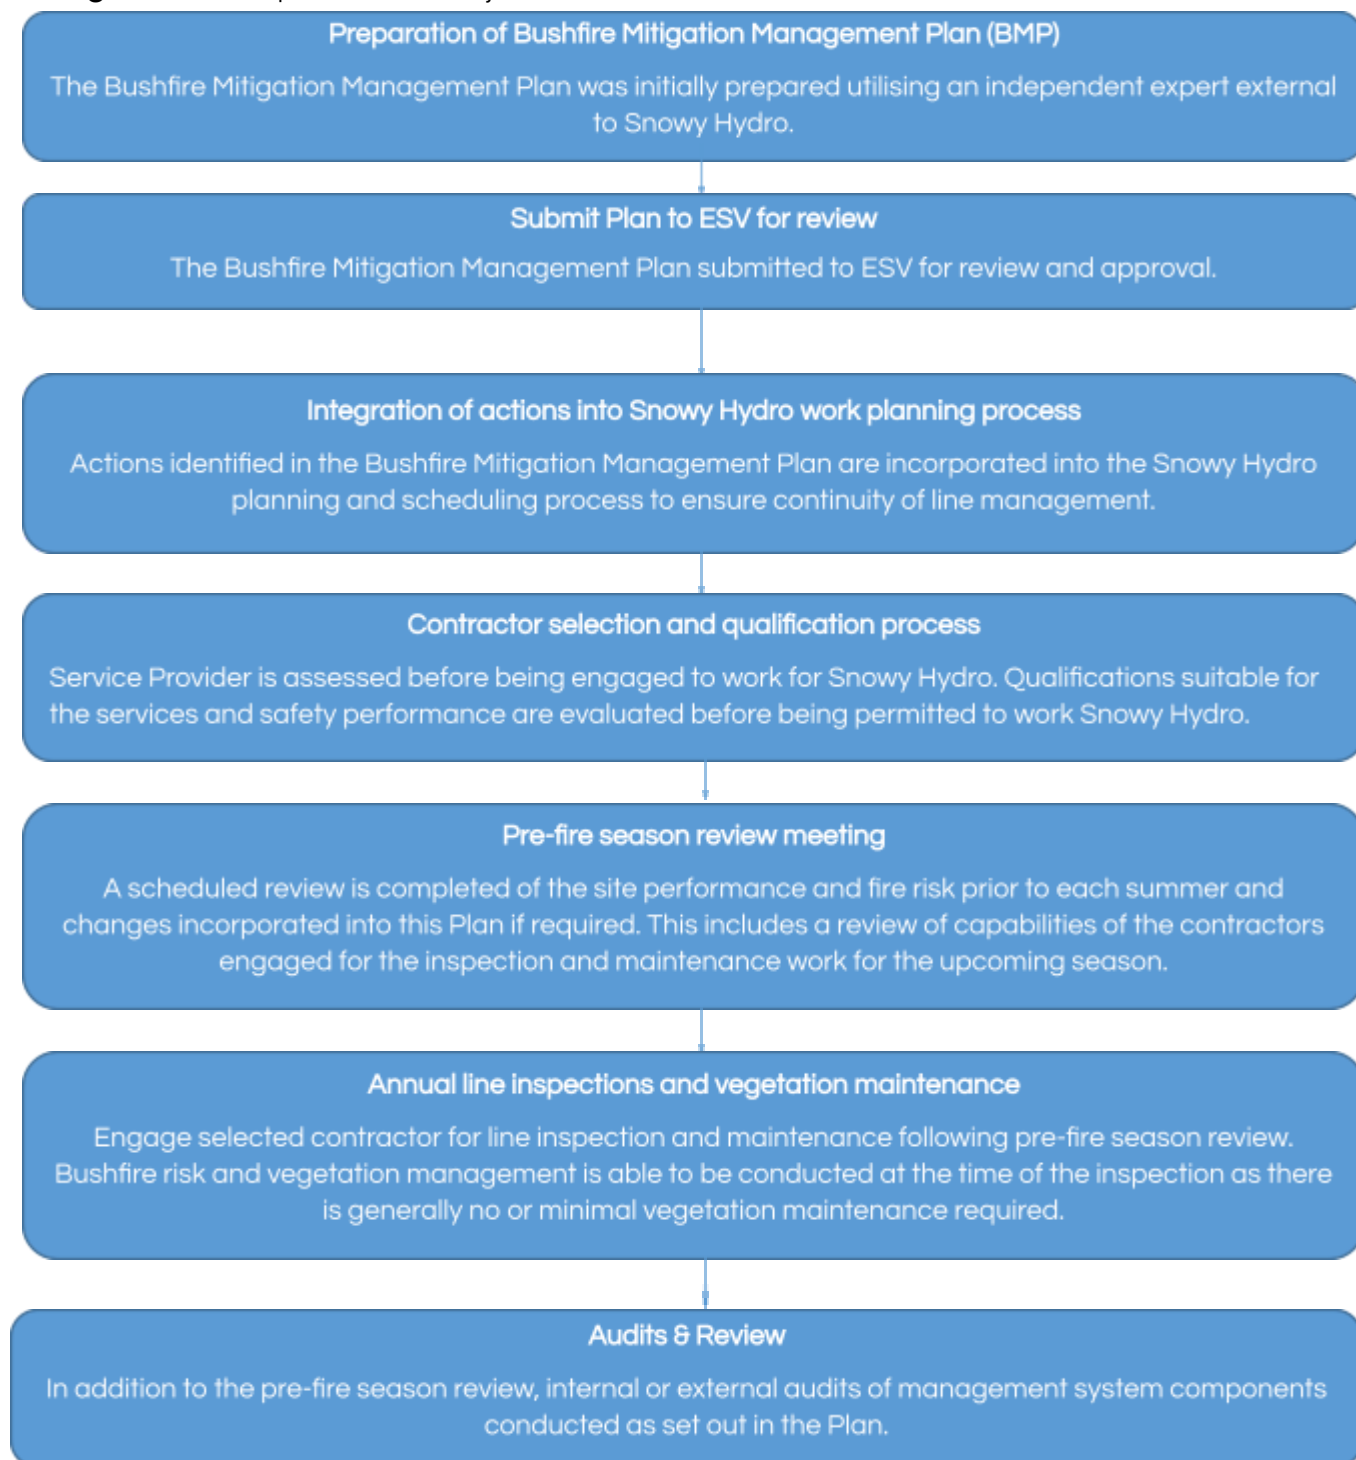 Preparation of Bushfire Mitigation Management Plan (BMP)
The Bushfire Mitigation Management Plan was initially prepared utilising an independent expert external
to Snowy Hydro.
Submit Plan to ESV for review
The Bushfire Mitigation Management Plan submitted to ESV for review and approval.
Integration of actions into Snowy Hydro work planning process
Actions identified in the Bushfire Mitigation Management Plan are incorporated into the Snowy Hydro
planning and scheduling process to ensure continuity of line management.
Contractor selection and qualification process
Service Provider is assessed before being engaged to work for Snowy Hydro. Qualifications suitable for
the services and safety performance are evaluated before being permitted to work Snowy Hydro.
Pre-fire season review meeting
A scheduled review is completed of the site performance and fire risk prior to each summer and
changes incorporated into this Plan if required. This includes a review of capabilities of the contractors
engaged for the inspection and maintenance work for the upcoming season.
Annual line inspections and vegetation maintenance
Engage selected contractor for line inspection and maintenance following pre-fire season review.
Bushfire risk and vegetation management is able to be conducted at the time of the inspection as there
is generally no or minimal vegetation maintenance required.
Audits & Review
In addition to the pre-fire season review, internal or external audits of management system components
conducted as set out in the Plan.